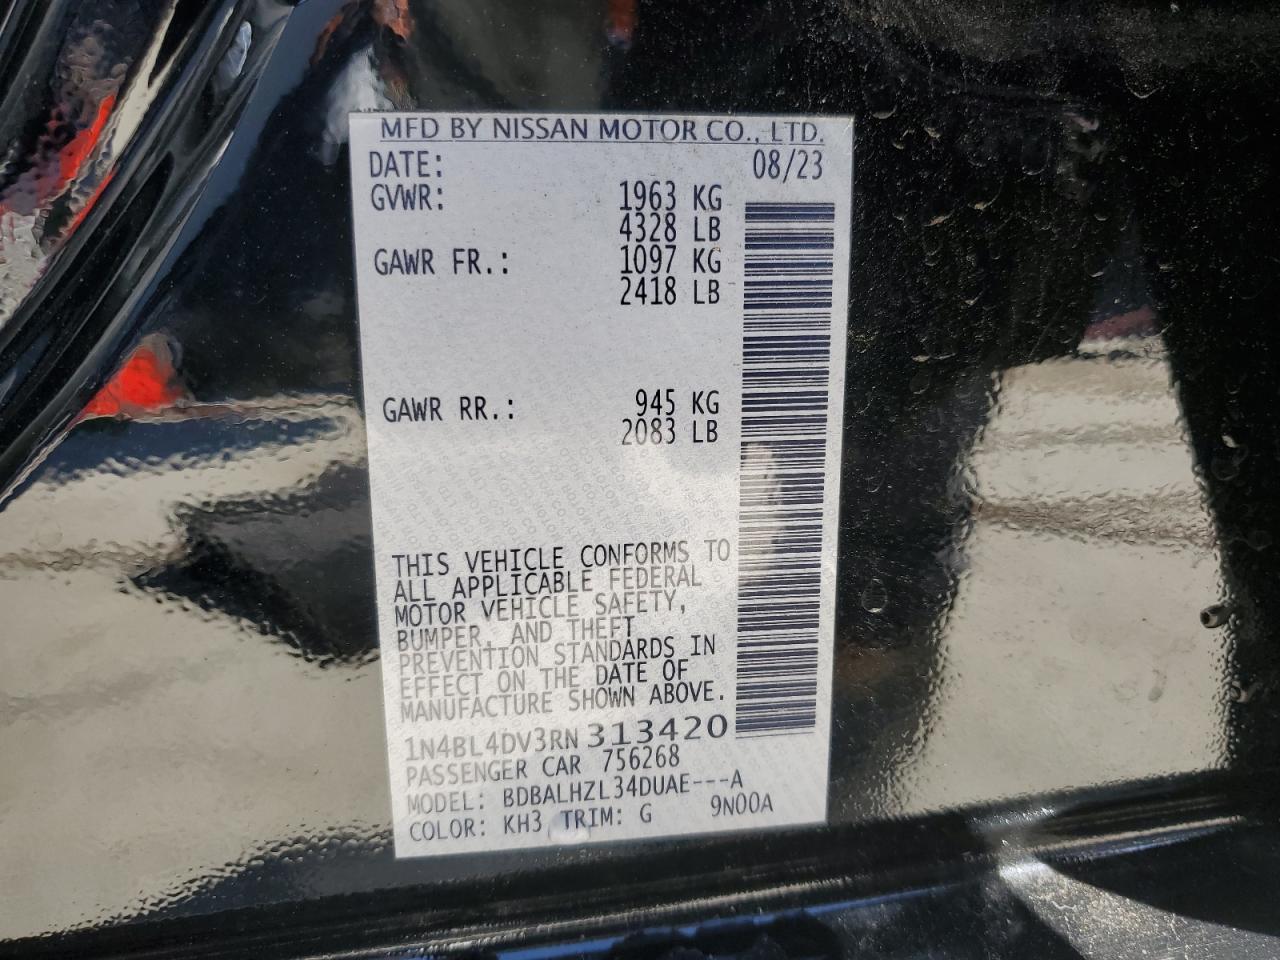 MFD BY NISSAN MOTOR CO., LTD.
DATE: 08/23
GVWR: 1963 KG
4328 LB
GAWR FR.: 1097 KG
2418 LB
GAWR RR.: 945 KG
2083 LB
THIS VEHICLE CONFORMS TO
ALL APPLICABLE FEDERAL
MOTOR VEHICLE SAFETY,
BUMPER, AND THEFT
PREVENTION STANDARDS IN
EFFECT ON THE DATE OF
MANUFACTURE SHOWN ABOVE.
1N4BL4DV3RN313420
PASSENGER CAR 756268
MODEL: BDBALHZL34DUAE---A
COLOR: KH3 TRIM: G 9N00A